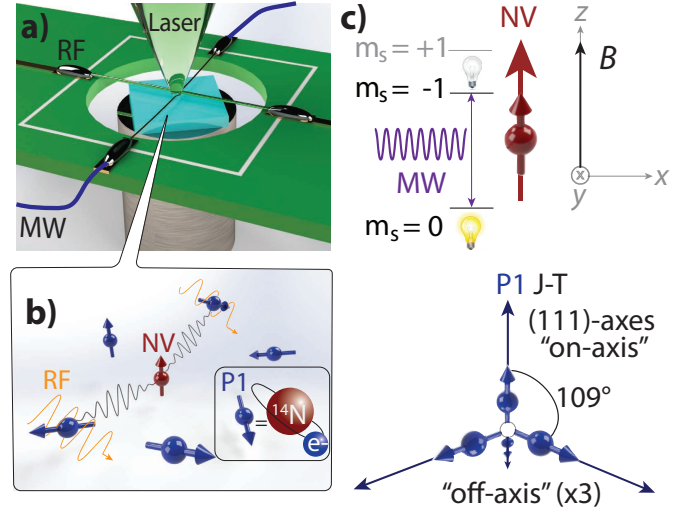 a)
Laser
RF
MW
b)
NV
RF
P1
=
14N
e-
c)
NV
z
B
mₛ = +1
mₛ = -1
MW
x
y
x
mₛ = 0
P1 J-T
(111)-axes
"on-axis"
109°
"off-axis" (x3)